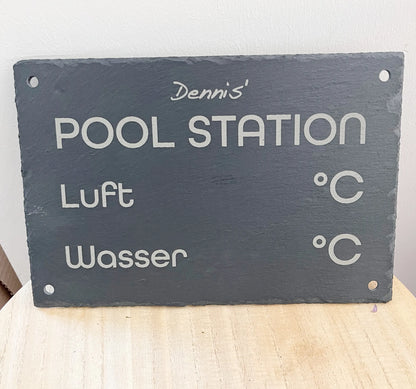 Dennis'
POOL STATION
Luft °C
Wasser °C